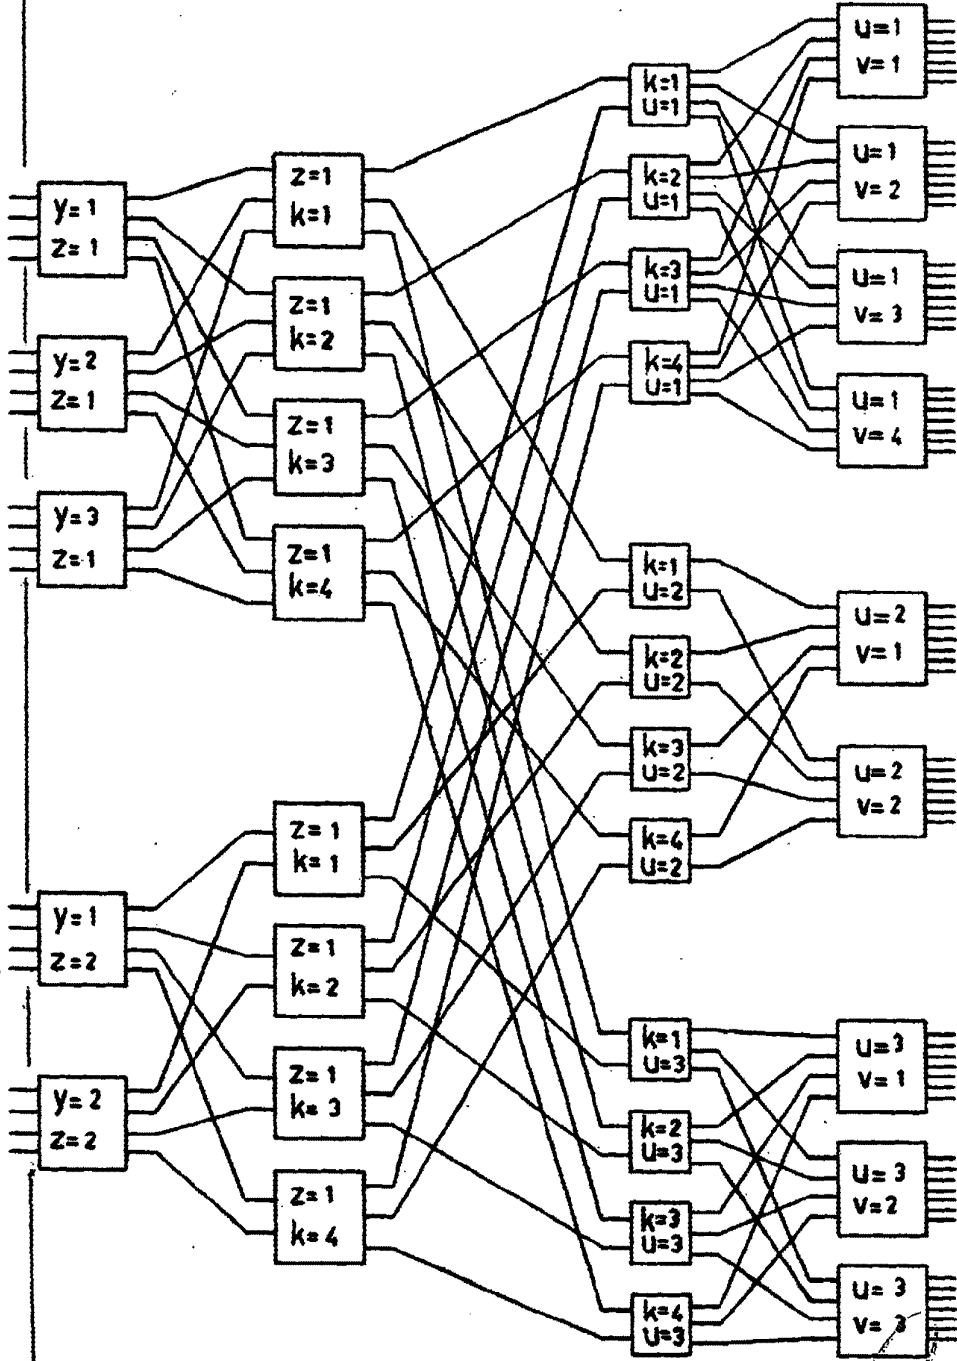 y=1
z=1
y=2
z=1
y=3
z=1
y=1
z=2
y=2
z=2
z=1
k=1
z=1
k=2
z=1
k=3
z=1
k=4
z=1
k=1
z=1
k=2
z=1
k=3
z=1
k=4
k=1
u=1
k=2
u=1
k=3
u=1
k=4
u=1
k=1
u=2
k=2
u=2
k=3
u=2
k=4
u=2
k=1
u=3
k=2
u=3
k=3
u=3
k=4
u=3
u=1
v=1
u=1
v=2
u=1
v=3
u=1
v=4
u=2
v=1
u=2
v=2
u=3
v=1
u=3
v=2
u=3
v=3